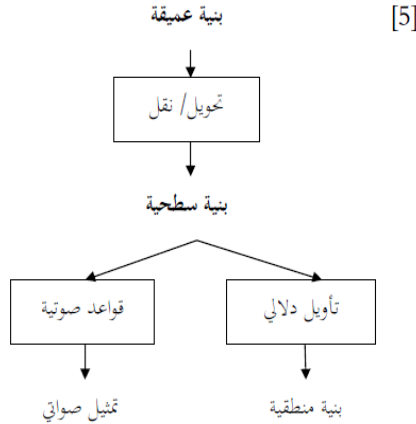 [5]
بنية عميقة
تحويل/ نقل
بنية سطحية
تأويل دلالي
قواعد صوتية
بنية منطقية
تمثيل صواتي